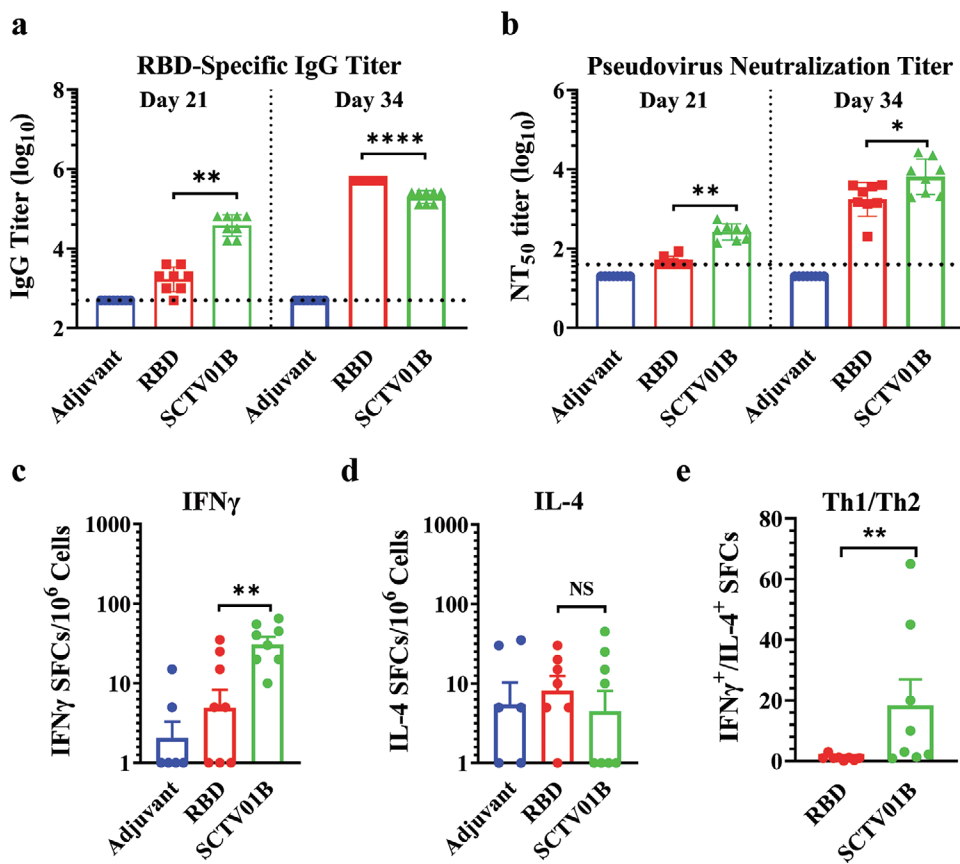 a
RBD-Specific IgG Titer
Day 21
Day 34
IgG Titer (log10)
8
6
4
2
**
****
Adjuvant
RBD
SCTV01B
Adjuvant
RBD
SCTV01B
b
Pseudovirus Neutralization Titer
Day 21
Day 34
NT50 titer (log10)
6
4
2
0
**
*
Adjuvant
RBD
SCTV01B
Adjuvant
RBD
SCTV01B
c
IFNγ
IFNγ SFCs/10^6 Cells
1000
100
10
1
**
Adjuvant
RBD
SCTV01B
d
IL-4
IL-4 SFCs/10^6 Cells
1000
100
10
1
NS
Adjuvant
RBD
SCTV01B
e
Th1/Th2
IFNγ+/IL-4+ SFCs
80
60
40
20
0
**
RBD
SCTV01B